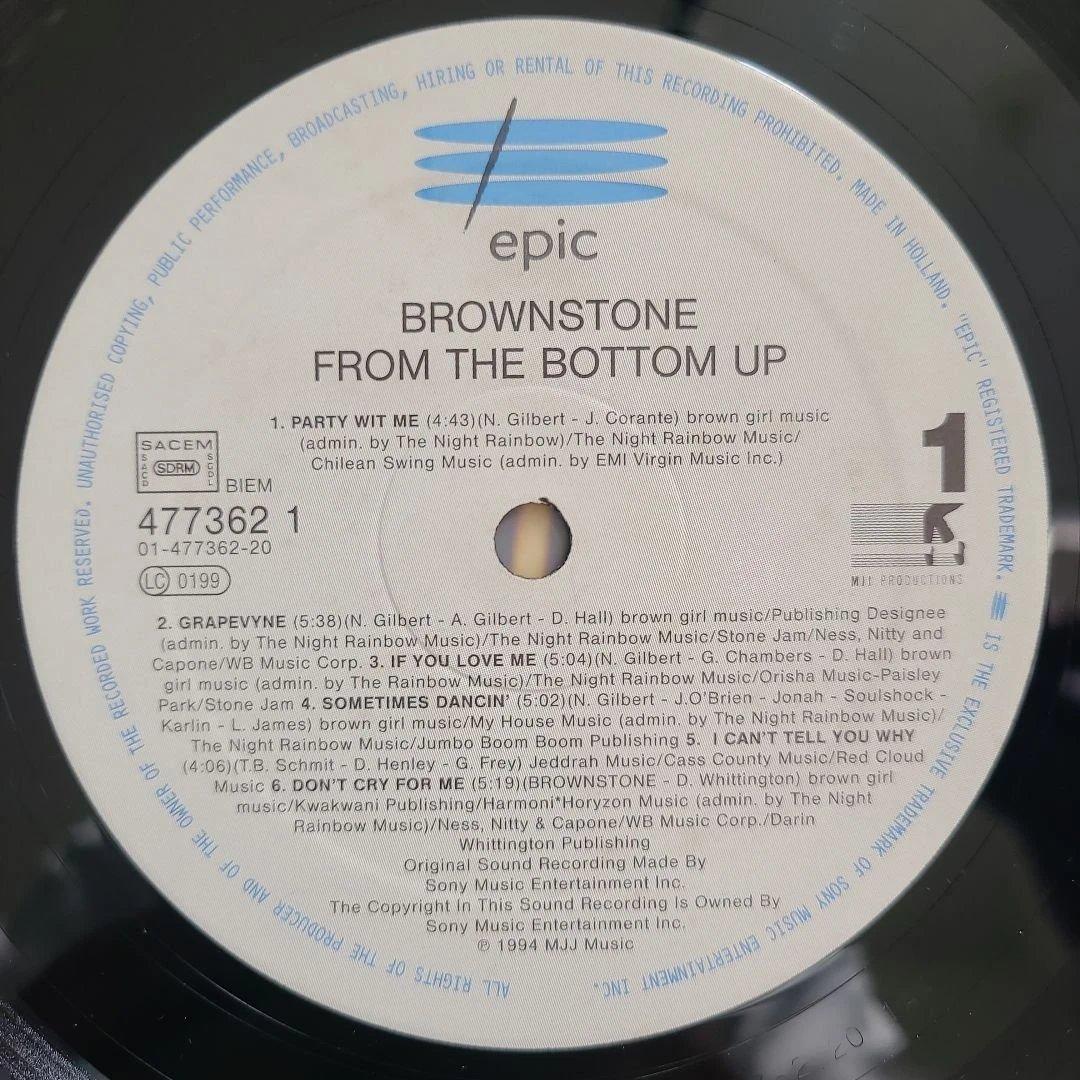 ALL RIGHTS OF THE PRODUCER AND OF THE OWNER OF THE RECORDED WORK RESERVED. UNAUTHORISED COPYING, PUBLIC PERFORMANCE, BROADCASTING, HIRING OR RENTAL OF THIS RECORDING PROHIBITED. MADE IN HOLLAND. "EPIC" REGISTERED TRADEMARK. IS THE EXCLUSIVE TRADEMARK OF SONY MUSIC ENTERTAINMENT INC.
epic
BROWNSTONE
FROM THE BOTTOM UP
1. PARTY WIT ME (4:43)(N. Gilbert - J. Corante) brown girl music
(admin. by The Night Rainbow)/The Night Rainbow Music/
Chilean Swing Music (admin. by EMI Virgin Music Inc.)
1
SACEM
SACD
SDRM
SGDL
BIEM
477362 1
01-477362-20
LC 0199
MJJ PRODUCTIONS
2. GRAPEVYNE (5:38)(N. Gilbert - A. Gilbert - D. Hall) brown girl music/Publishing Designee
(admin. by The Night Rainbow Music)/The Night Rainbow Music/Stone Jam/Ness, Nitty and
Capone/WB Music Corp. 3. IF YOU LOVE ME (5:04)(N. Gilbert - G. Chambers - D. Hall) brown
girl music (admin. by The Rainbow Music)/The Night Rainbow Music/Orisha Music-Paisley
Park/Stone Jam 4. SOMETIMES DANCIN' (5:02)(N. Gilbert - J.O'Brien - Jonah - Soulshock -
Karlin - L. James) brown girl music/My House Music (admin. by The Night Rainbow Music)/
The Night Rainbow Music/Jumbo Boom Boom Publishing 5. I CAN'T TELL YOU WHY
(4:06)(T.B. Schmit - D. Henley - G. Frey) Jeddrah Music/Cass County Music/Red Cloud
Music 6. DON'T CRY FOR ME (5:19)(BROWNSTONE - D. Whittington) brown girl
music/Kwakwani Publishing/Harmoni*Horyzon Music (admin. by The Night
Rainbow Music)/Ness, Nitty & Capone/WB Music Corp./Darin
Whittington Publishing
Original Sound Recording Made By
Sony Music Entertainment Inc.
The Copyright In This Sound Recording Is Owned By
Sony Music Entertainment Inc.
℗ 1994 MJJ Music